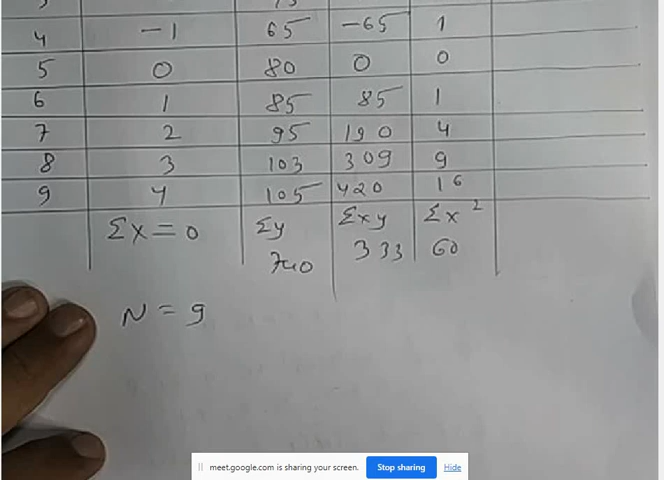 4 -1 65 -65 1
5 0 80 0 0
6 1 85 85 1
7 2 95 190 4
8 3 103 309 9
9 4 105 420 16
Σx = 0 Σy Σxy Σx²
740 333 60
N = 9
meet.google.com is sharing your screen. Stop sharing Hide